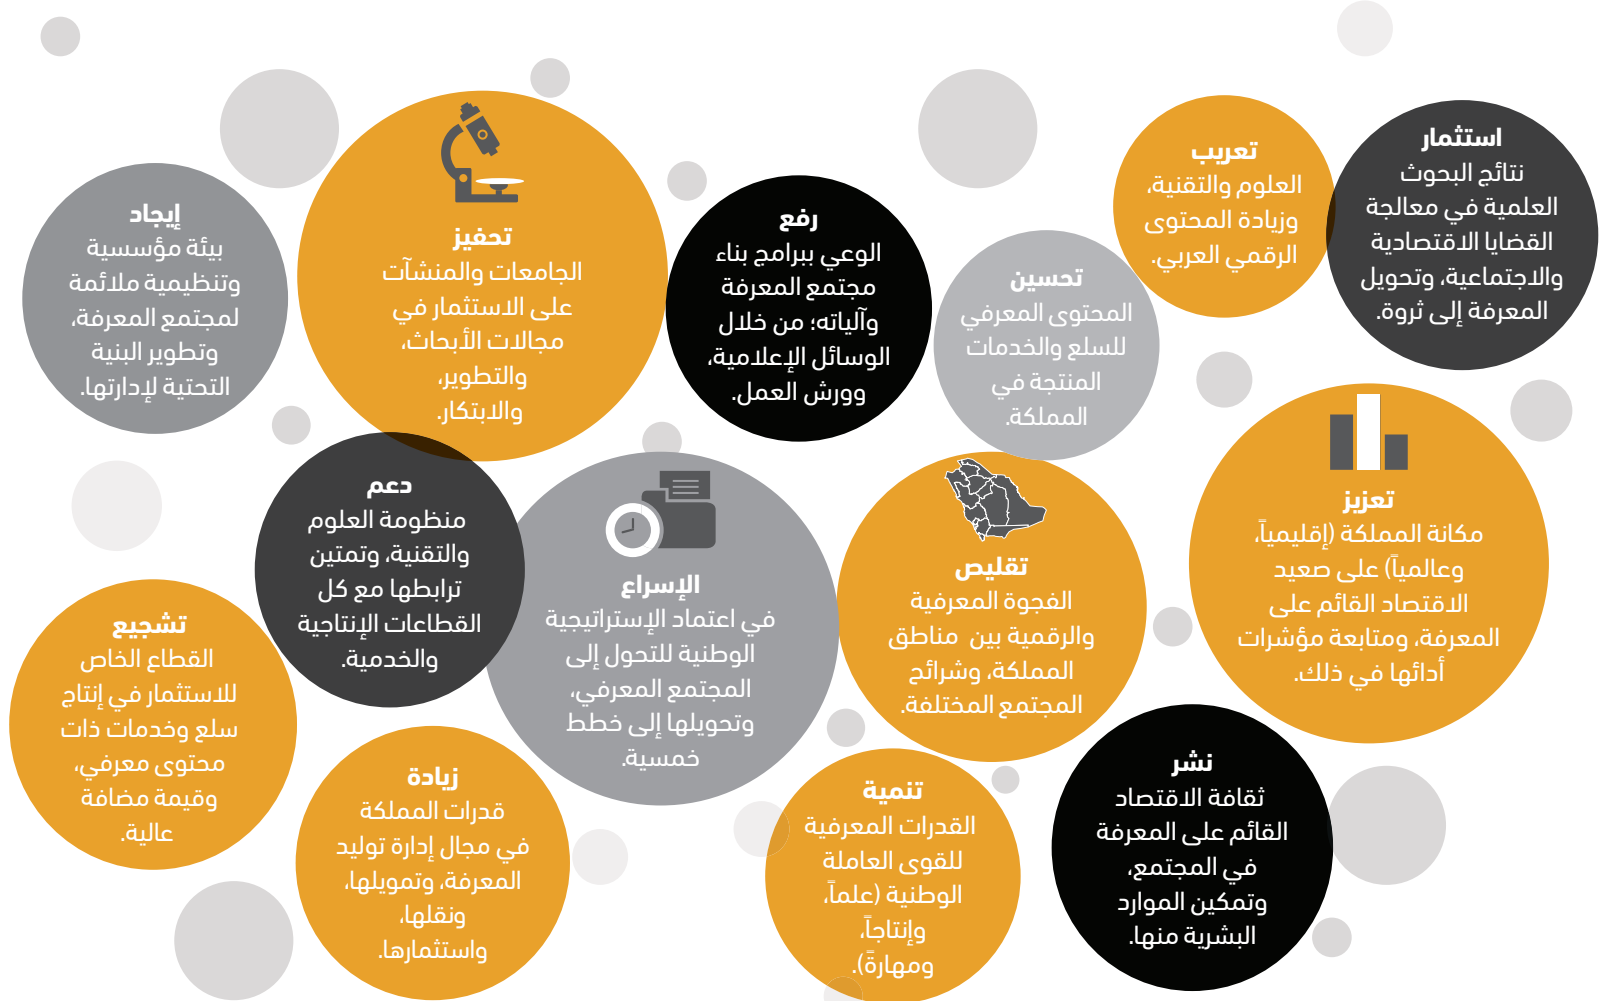 استثمار
نتائج البحوث
العلمية في معالجة
القضايا الاقتصادية
والاجتماعية، وتحويل
المعرفة إلى ثروة.
تعريب
العلوم والتقنية،
وزيادة المحتوى
الرقمي العربي.
تحسين
المحتوى المعرفي
للسلع والخدمات
المنتجة في
المملكة.
رفع
الوعي ببرامج بناء
مجتمع المعرفة
وآلياته؛ من خلال
الوسائل الإعلامية،
وورش العمل.
تحفيز
الجامعات والمنشآت
على الاستثمار في
مجالات الأبحاث،
والتطوير،
والابتكار.
إيجاد
بيئة مؤسسية
وتنظيمية ملائمة
لمجتمع المعرفة،
وتطوير البنية
التحتية لإدارتها.
تعزيز
مكانة المملكة (إقليمياً،
وعالمياً) على صعيد
الاقتصاد القائم على
المعرفة، ومتابعة مؤشرات
أدائها في ذلك.
تقليص
الفجوة المعرفية
والرقمية بين مناطق
المملكة، وشرائح
المجتمع المختلفة.
الإسراع
في اعتماد الإستراتيجية
الوطنية للتحول إلى
المجتمع المعرفي،
وتحويلها إلى خطط
خمسية.
دعم
منظومة العلوم
والتقنية، وتمتين
ترابطها مع كل
القطاعات الإنتاجية
والخدمية.
تشجيع
القطاع الخاص
للاستثمار في إنتاج
سلع وخدمات ذات
محتوى معرفي،
وقيمة مضافة
عالية.
نشر
ثقافة الاقتصاد
القائم على المعرفة
في المجتمع،
وتمكين الموارد
البشرية منها.
تنمية
القدرات المعرفية
للقوى العاملة
الوطنية (علماً،
وإنتاجاً،
ومهارةً).
زيادة
قدرات المملكة
في مجال إدارة توليد
المعرفة، وتمويلها،
ونقلها،
واستثمارها.